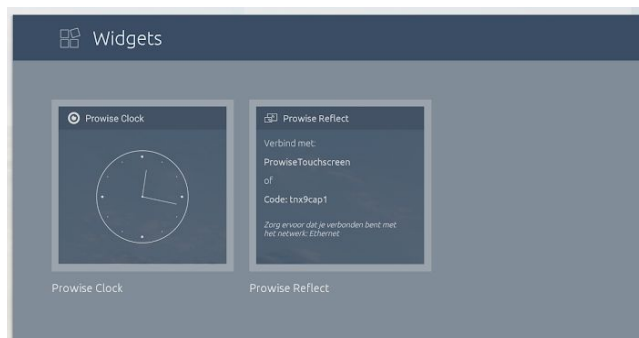 Widgets
Prowise Clock
Prowise Reflect
Verbind met:
ProwiseTouchscreen
of
Code: tnx9cap1
Zorg ervoor dat je verbonden bent met
het netwerk: Ethernet
Prowise Clock
Prowise Reflect